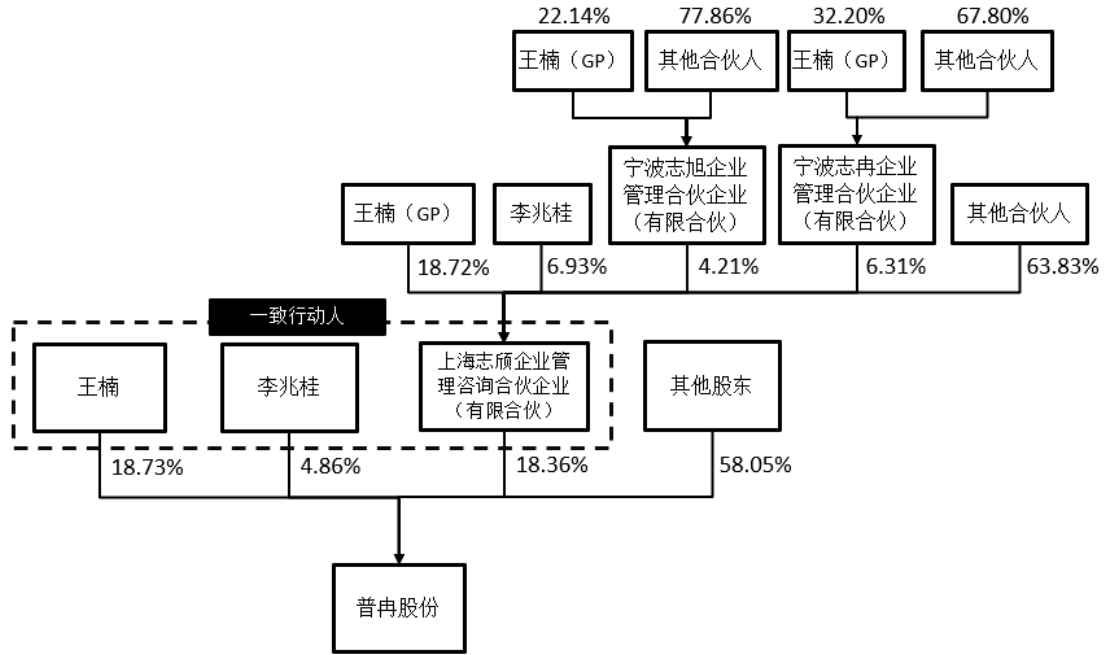 22.14%
77.86%
32.20%
67.80%
王楠（GP）
其他合伙人
王楠（GP）
其他合伙人
宁波志旭企业
管理合伙企业
（有限合伙）
宁波志冉企业
管理合伙企业
（有限合伙）
王楠（GP）
李兆桂
其他合伙人
18.72%
6.93%
4.21%
6.31%
63.83%
一致行动人
王楠
李兆桂
上海志颀企业管
理咨询合伙企业
（有限合伙）
其他股东
18.73%
4.86%
18.36%
58.05%
普冉股份